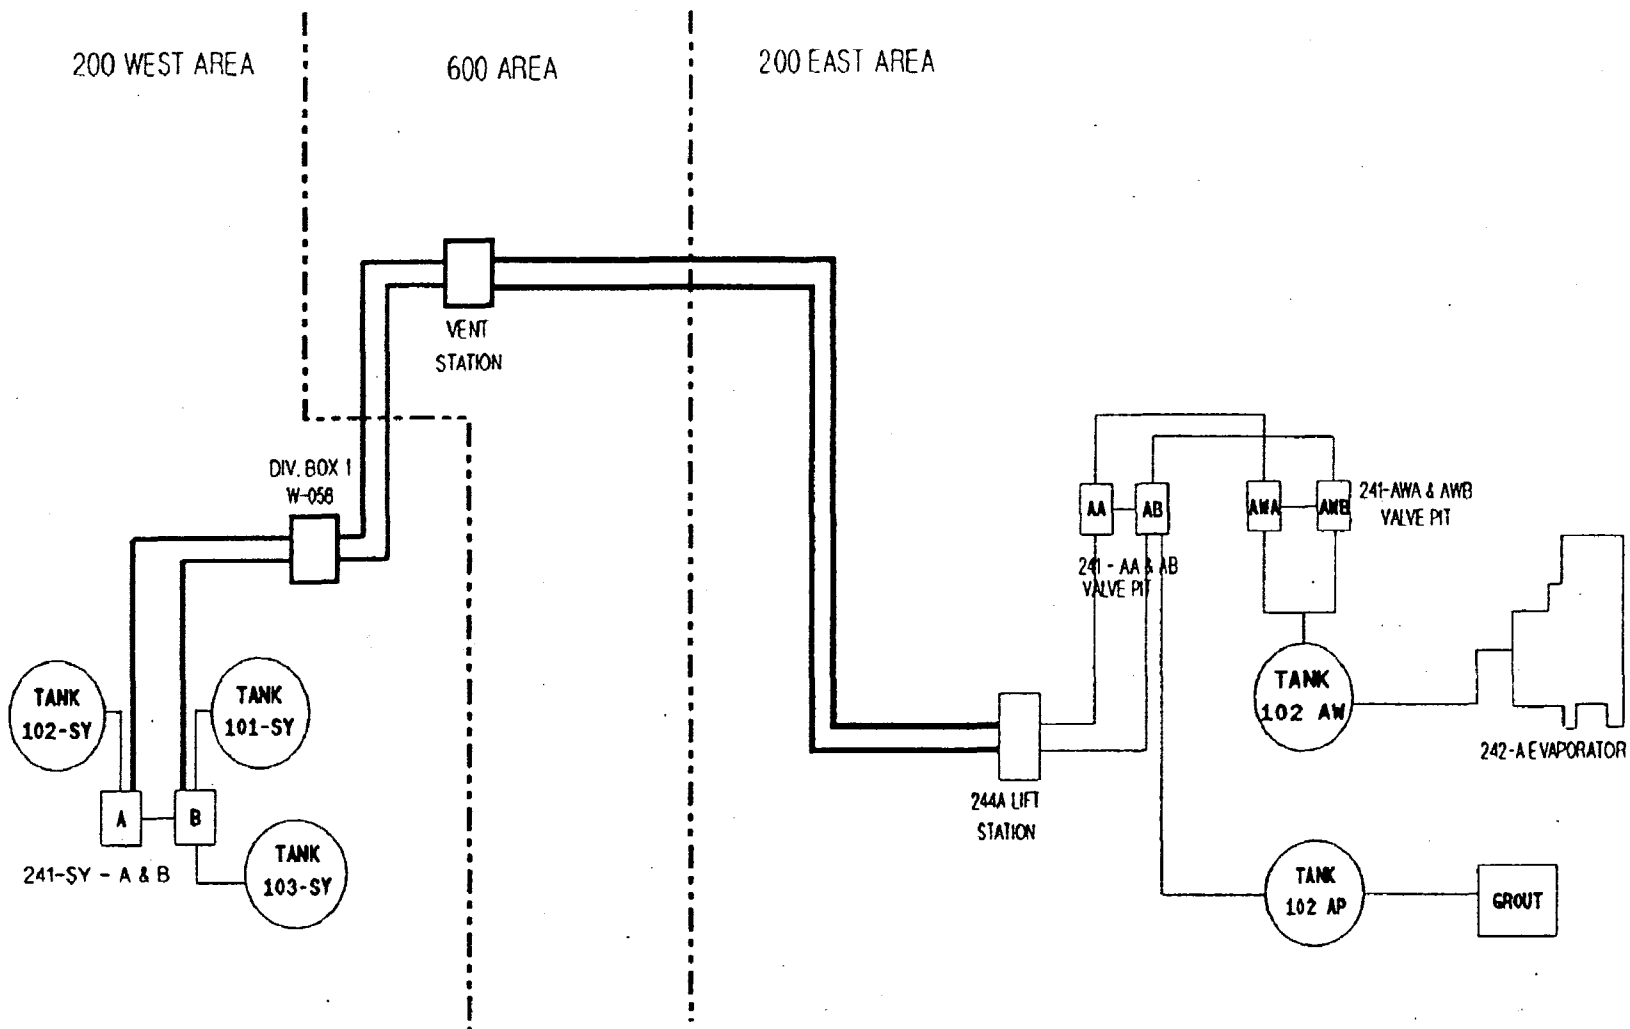 200 WEST AREA
600 AREA
200 EAST AREA
VENT
STATION
DIV. BOX 1
W-058
TANK
102-SY
TANK
101-SY
A
B
241-SY - A & B
TANK
103-SY
AA
AB
241 - AA & AB
VALVE PIT
AWA
AWB
241-AWA & AWB
VALVE PIT
TANK
102 AW
242-A EVAPORATOR
244A LIFT
STATION
TANK
102 AP
GROUT